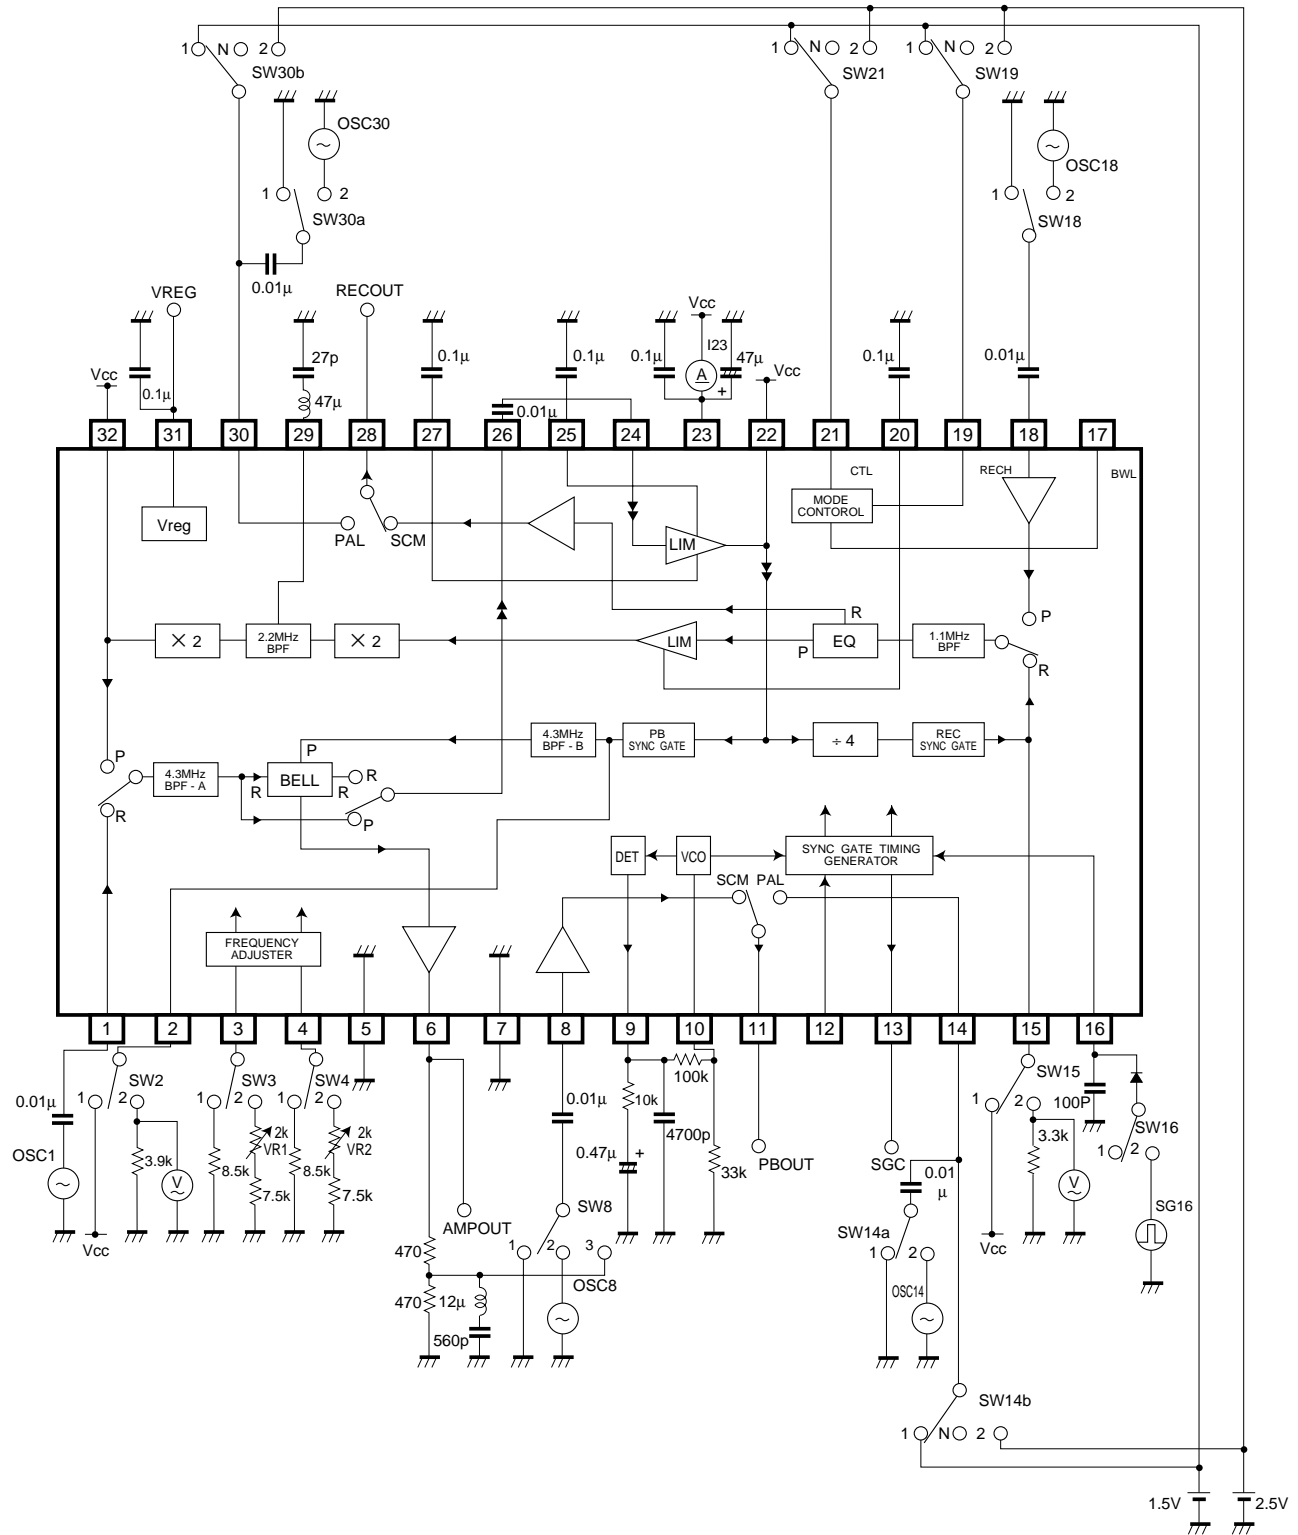 1 N 2
SW30b
1 N 2
SW21
1 N 2
SW19
OSC30
OSC18
1 2
SW30a
1 2
SW18
0.01μ
VREG
RECOUT
Vcc
0.1μ
27p
47μ
0.1μ
0.01μ
0.1μ
0.1μ
Vcc
I23
A
47μ
+
Vcc
0.1μ
0.01μ
32 31 30 29 28 27 26 25 24 23 22 21 20 19 18 17
CTL
RECH
BWL
Vreg
PAL
SCM
LIM
MODE
CONTOROL
P
R
× 2
2.2MHz
BPF
× 2
LIM
P
R
EQ
1.1MHz
BPF
P
4.3MHz
BPF - B
PB
SYNC GATE
÷ 4
REC
SYNC GATE
P
R
4.3MHz
BPF - A
R
BELL
R
R
P
DET
VCO
SYNC GATE TIMING
GENERATOR
SCM PAL
FREQUENCY
ADJUSTER
1 2 3 4 5 6 7 8 9 10 11 12 13 14 15 16
0.01μ
OSC1
SW2
1 2
3.9k
V
Vcc
SW3
1 2
8.5k
2k
VR1
7.5k
SW4
1 2
8.5k
2k
VR2
7.5k
AMPOUT
470
470
12μ
560p
0.01μ
SW8
1 2 3
OSC8
10k
0.47μ
+
4700p
100k
33k
PBOUT
SGC
0.01
μ
SW14a
1 2
OSC14
SW15
1 2
3.3k
V
Vcc
100P
SW16
1 2
SG16
SW14b
1 N 2
1.5V
2.5V